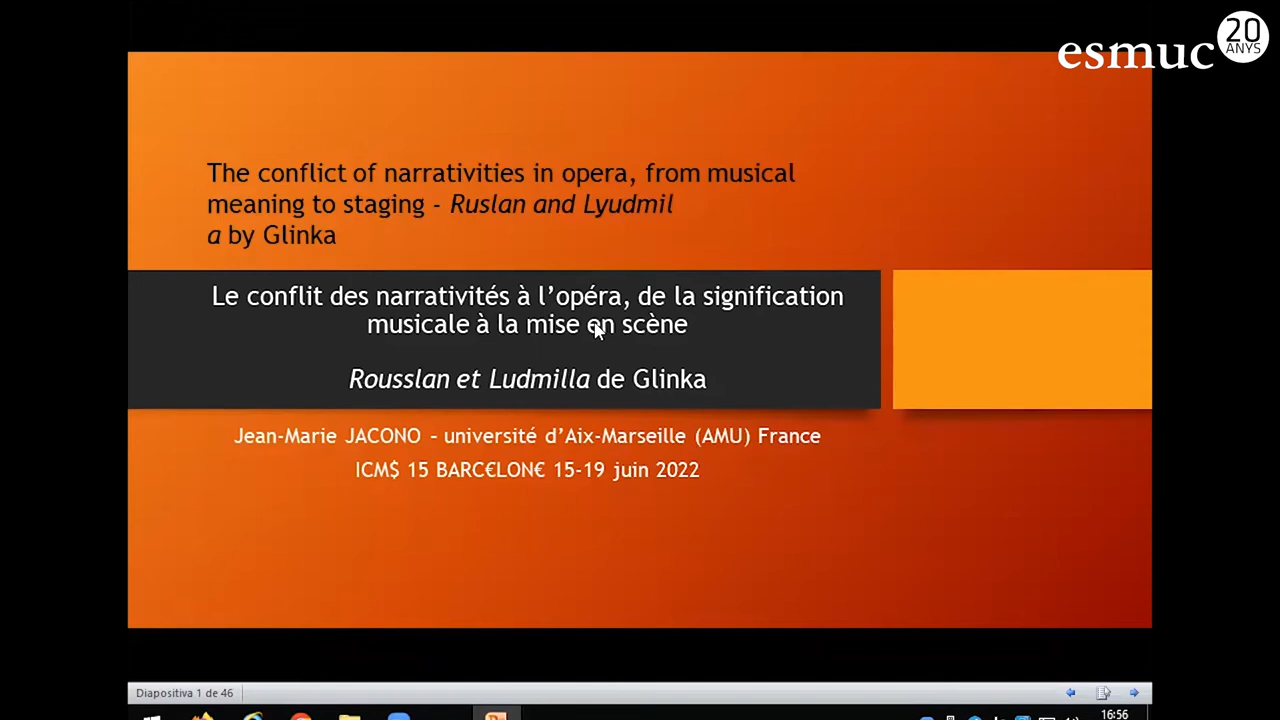 esmuc
20
ANYS
The conflict of narrativities in opera, from musical
meaning to staging - Ruslan and Lyudmil
a by Glinka
Le conflit des narrativités à l’opéra, de la signification
musicale à la mise en scène
Rousslan et Ludmilla de Glinka
Jean-Marie JACONO – université d’Aix-Marseille (AMU) France
ICM$ 15 BARC€LON€ 15-19 juin 2022
Diapositiva 1 de 46
16:56